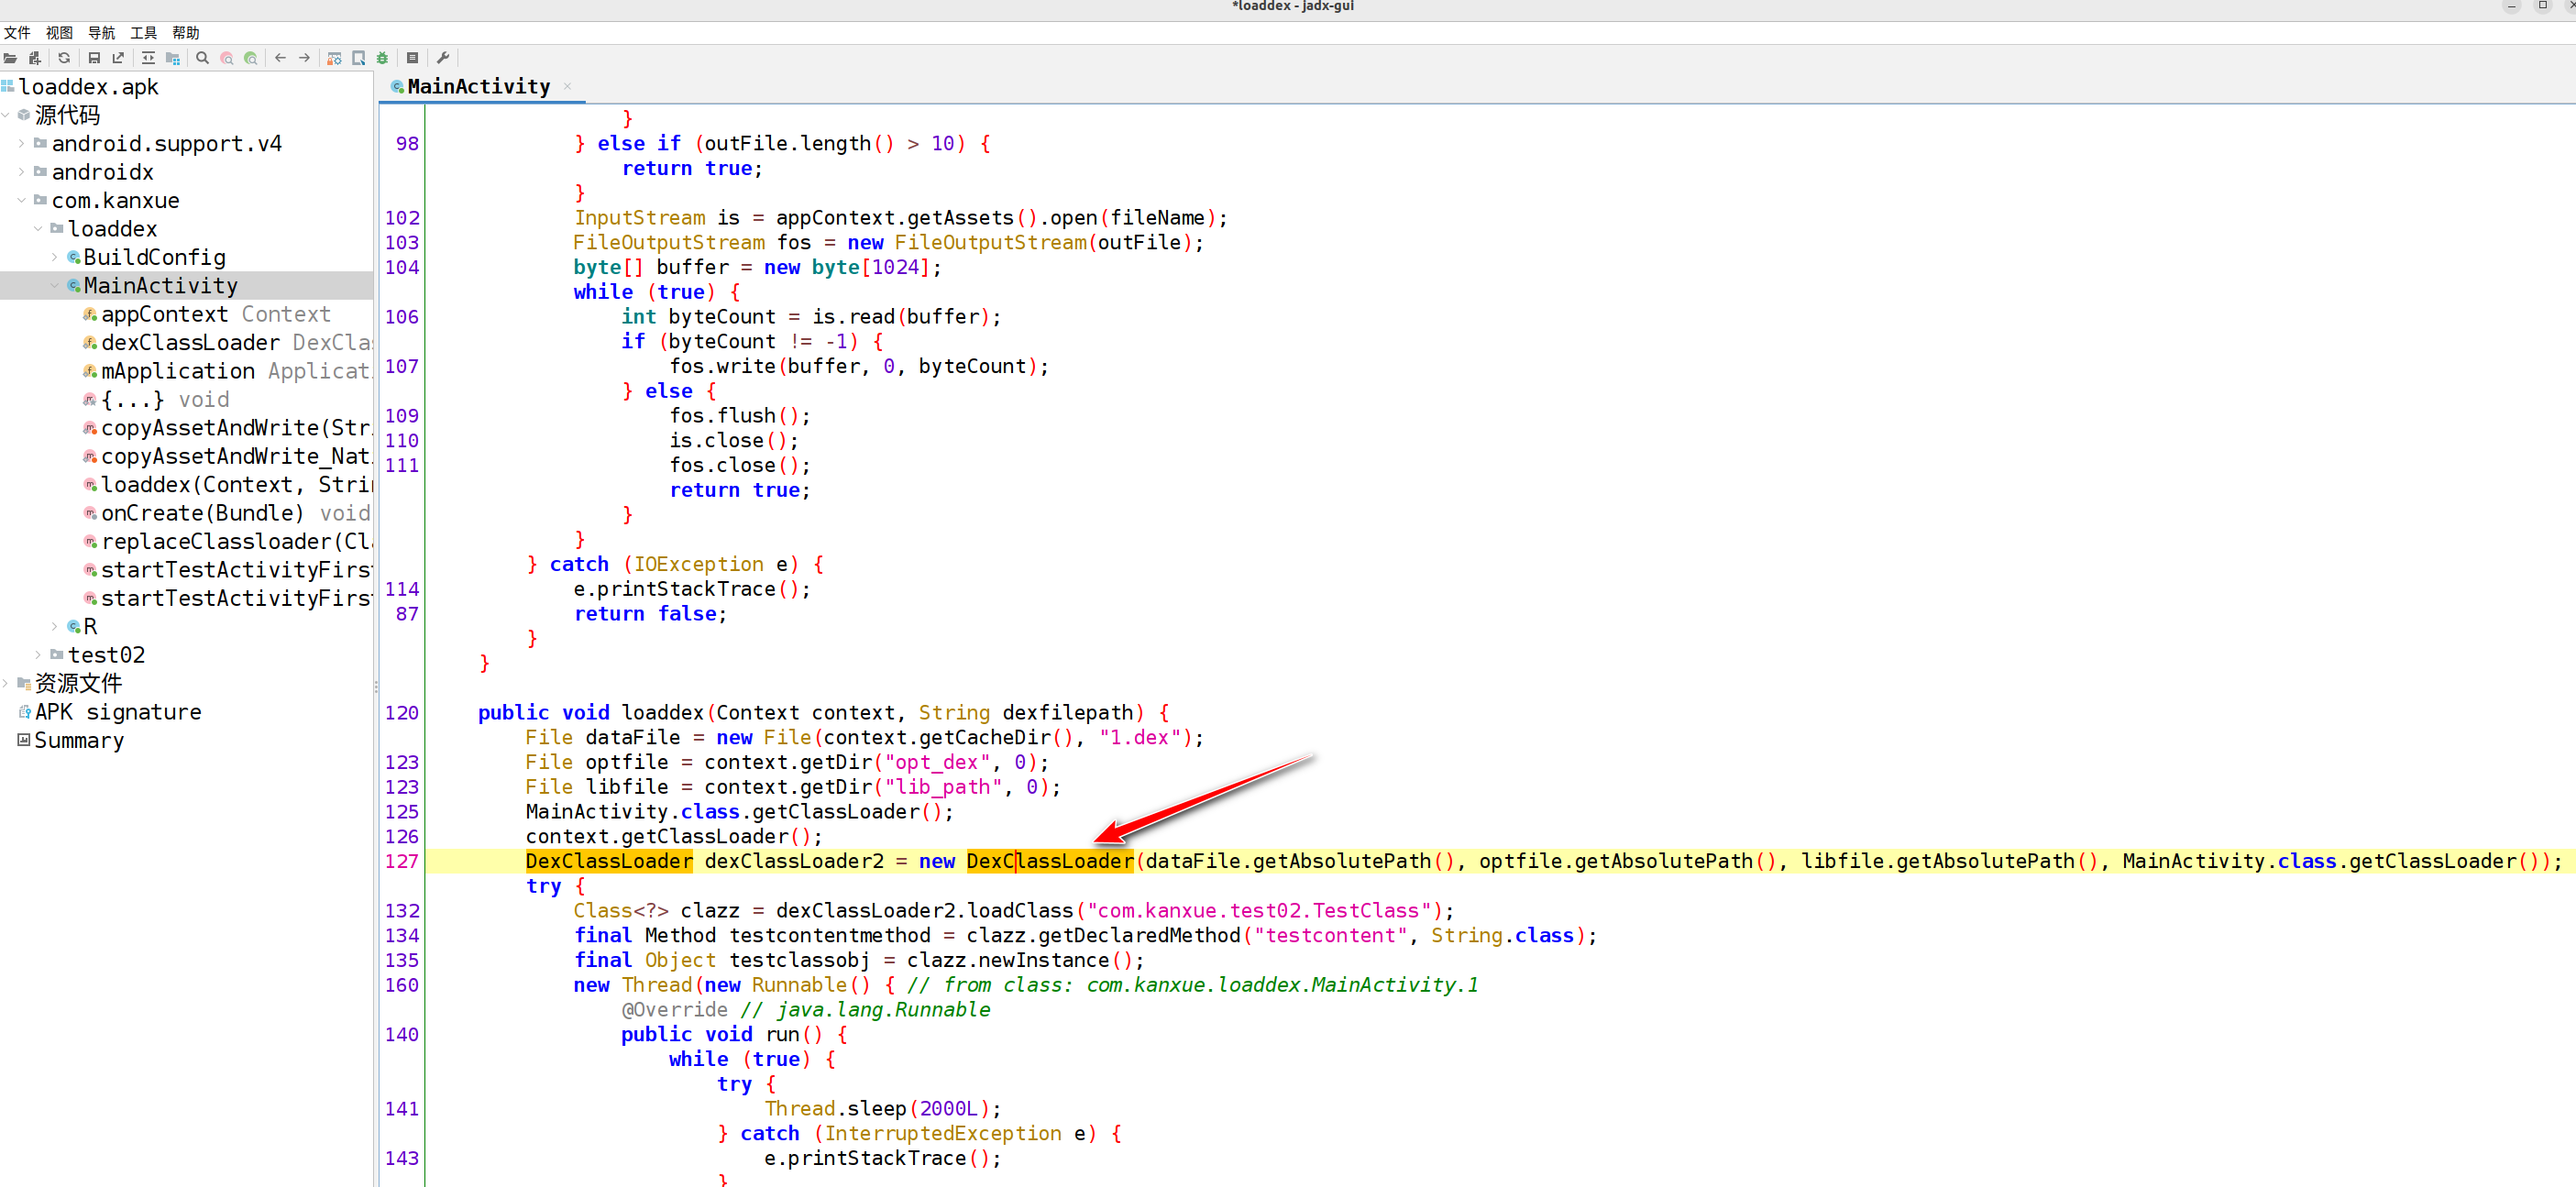 *loaddex - jadx-gui
文件 视图 导航 工具 帮助
loaddex.apk
源代码
android.support.v4
androidx
com.kanxue
loaddex
BuildConfig
MainActivity
appContext Context
dexClassLoader DexCla
mApplication Applicat
{...} void
copyAssetAndWrite(Str
copyAssetAndWrite_Nat
loaddex(Context, Stri
onCreate(Bundle) void
replaceClassloader(Cl
startTestActivityFirs
startTestActivityFirs
R
test02
资源文件
APK signature
Summary
MainActivity
}
98 } else if (outFile.length() > 10) {
return true;
}
102 InputStream is = appContext.getAssets().open(fileName);
103 FileOutputStream fos = new FileOutputStream(outFile);
104 byte[] buffer = new byte[1024];
while (true) {
106 int byteCount = is.read(buffer);
if (byteCount != -1) {
107 fos.write(buffer, 0, byteCount);
} else {
109 fos.flush();
110 is.close();
111 fos.close();
return true;
}
}
} catch (IOException e) {
114 e.printStackTrace();
87 return false;
}
}
120 public void loaddex(Context context, String dexfilepath) {
File dataFile = new File(context.getCacheDir(), "1.dex");
123 File optfile = context.getDir("opt_dex", 0);
123 File libfile = context.getDir("lib_path", 0);
125 MainActivity.class.getClassLoader();
126 context.getClassLoader();
127 DexClassLoader dexClassLoader2 = new DexClassLoader(dataFile.getAbsolutePath(), optfile.getAbsolutePath(), libfile.getAbsolutePath(), MainActivity.class.getClassLoader());
try {
132 Class<?> clazz = dexClassLoader2.loadClass("com.kanxue.test02.TestClass");
134 final Method testcontentmethod = clazz.getDeclaredMethod("testcontent", String.class);
135 final Object testclassobj = clazz.newInstance();
160 new Thread(new Runnable() { // from class: com.kanxue.loaddex.MainActivity.1
@Override // java.lang.Runnable
140 public void run() {
while (true) {
try {
141 Thread.sleep(2000L);
} catch (InterruptedException e) {
143 e.printStackTrace();
}